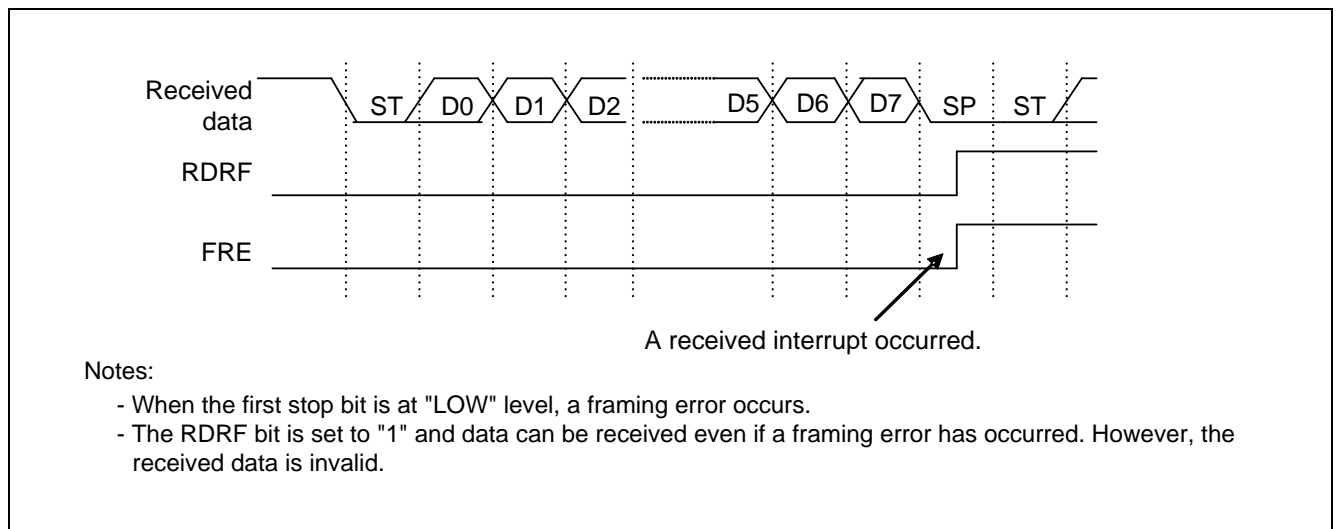 Received
data
ST D0 D1 D2 D5 D6 D7 SP ST
RDRF
FRE
A received interrupt occurred.
Notes:
- When the first stop bit is at "LOW" level, a framing error occurs.
- The RDRF bit is set to "1" and data can be received even if a framing error has occurred. However, the
received data is invalid.